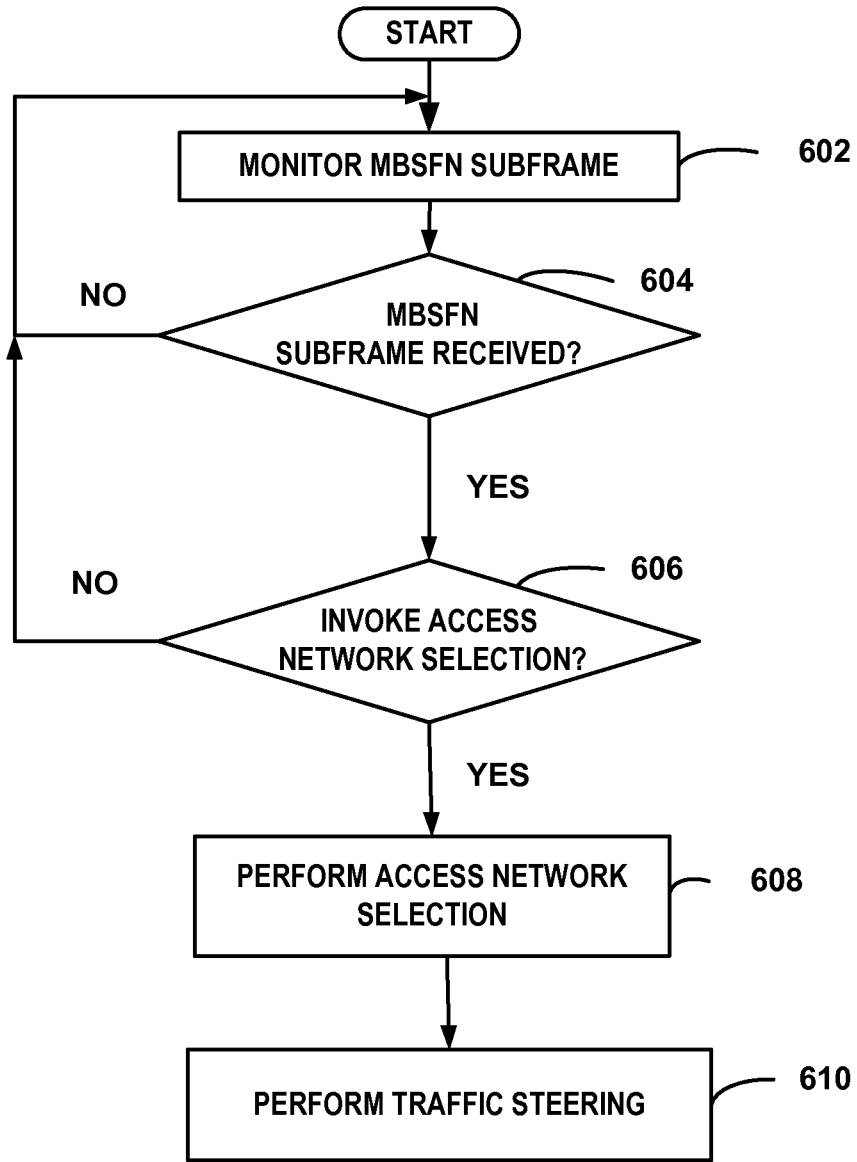 START
MONITOR MBSFN SUBFRAME
602
604
NO
MBSFN
SUBFRAME RECEIVED?
YES
606
NO
INVOKE ACCESS
NETWORK SELECTION?
YES
PERFORM ACCESS NETWORK
SELECTION
608
PERFORM TRAFFIC STEERING
610